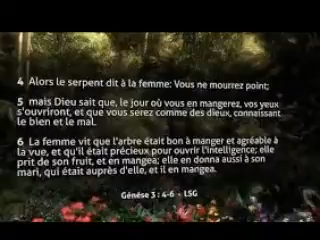 4 Alors le serpent dit à la femme: Vous ne mourrez point;
5 mais Dieu sait que, le jour où vous en mangerez, vos yeux
s'ouvriront, et que vous serez comme des dieux, connaissant
le bien et le mal.
6 La femme vit que l'arbre était bon à manger et agréable à
la vue, et qu'il était précieux pour ouvrir l'intelligence; elle
prit de son fruit, et en mangea; elle en donna aussi à son
mari, qui était auprès d'elle, et il en mangea.
Génèse 3 : 4-6 - LSG